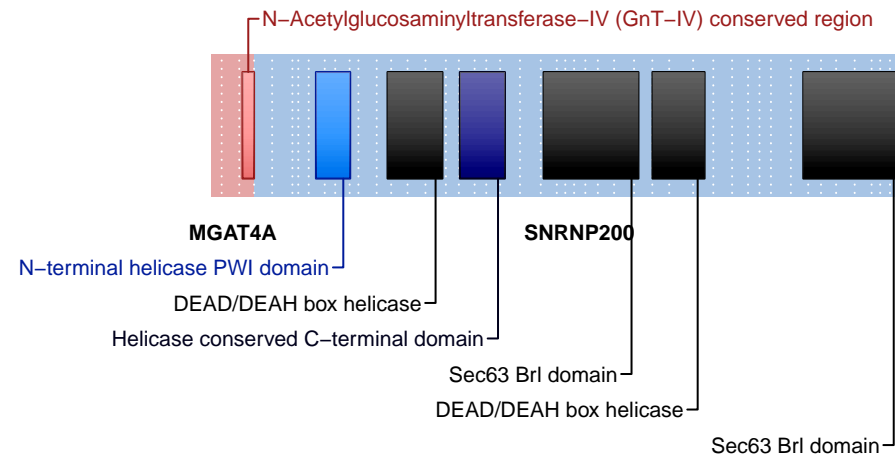 N−Acetylglucosaminyltransferase−IV (GnT−IV) conserved region
MGAT4A
SNRNP200
N−terminal helicase PWI domain
DEAD/DEAH box helicase
Helicase conserved C−terminal domain
Sec63 Brl domain
DEAD/DEAH box helicase
Sec63 Brl domain